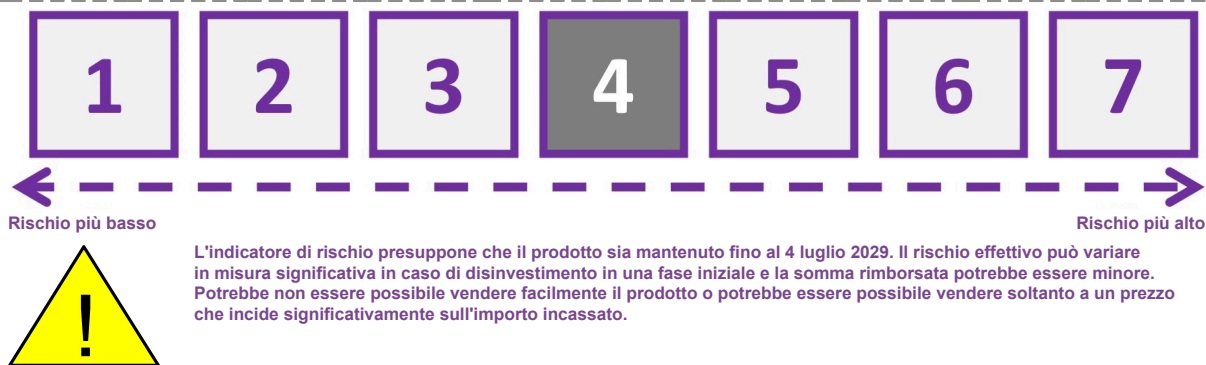 1 2 3 4 5 6 7
Rischio più basso Rischio più alto
L'indicatore di rischio presuppone che il prodotto sia mantenuto fino al 4 luglio 2029. Il rischio effettivo può variare
in misura significativa in caso di disinvestimento in una fase iniziale e la somma rimborsata potrebbe essere minore.
Potrebbe non essere possibile vendere facilmente il prodotto o potrebbe essere possibile vendere soltanto a un prezzo
che incide significativamente sull'importo incassato.
!